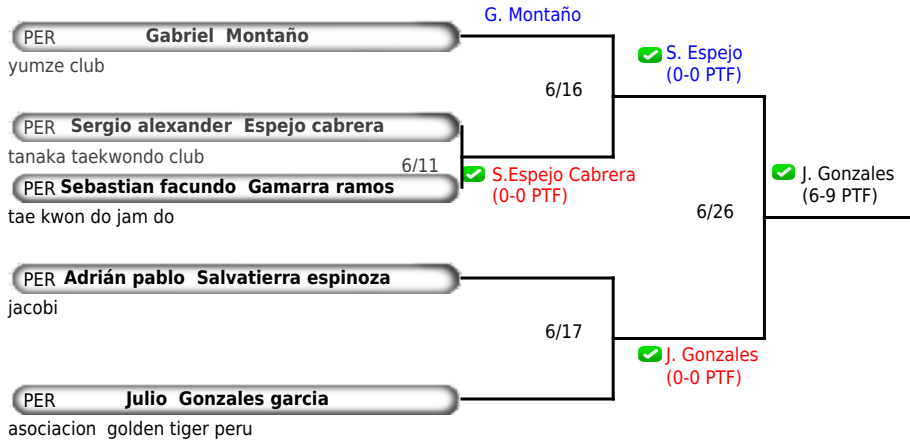 G. Montaño
PER Gabriel Montaño
yumze club
S. Espejo
(0-0 PTF)
6/16
PER Sergio alexander Espejo cabrera
tanaka taekwondo club
6/11
S.Espejo Cabrera
(0-0 PTF)
PER Sebastian facundo Gamarra ramos
tae kwon do jam do
J. Gonzales
(6-9 PTF)
6/26
PER Adrián pablo Salvatierra espinoza
jacobi
6/17
J. Gonzales
(0-0 PTF)
PER Julio Gonzales garcia
asociacion golden tiger peru